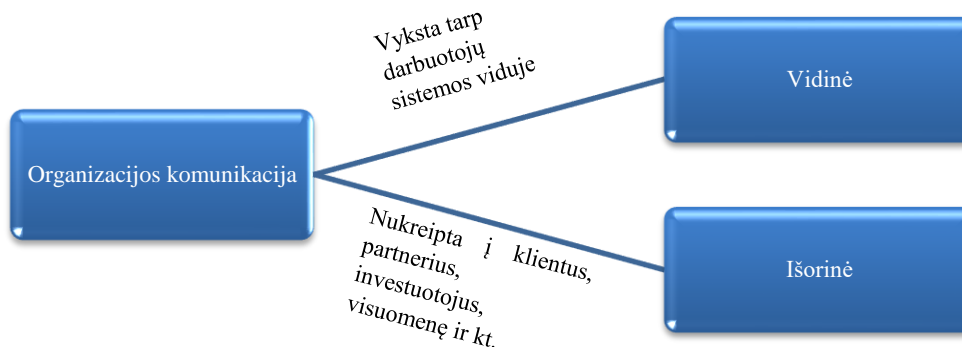 Organizacijos komunikacija
Vyksta tarp
darbuotojų
sistemos viduje
Vidinė
Nukreipta į klientus,
partnerius,
investuotojus,
visuomenę ir kt.
Išorinė